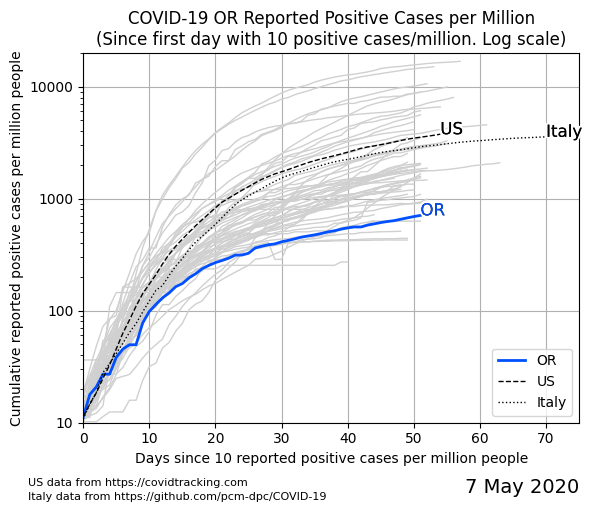 COVID-19 OR Reported Positive Cases per Million
(Since first day with 10 positive cases/million. Log scale)
Cumulative reported positive cases per million people
10000
1000
100
10
US
Italy
OR
OR
US
Italy
0 10 20 30 40 50 60 70
Days since 10 reported positive cases per million people
US data from https://covidtracking.com
Italy data from https://github.com/pcm-dpc/COVID-19
7 May 2020